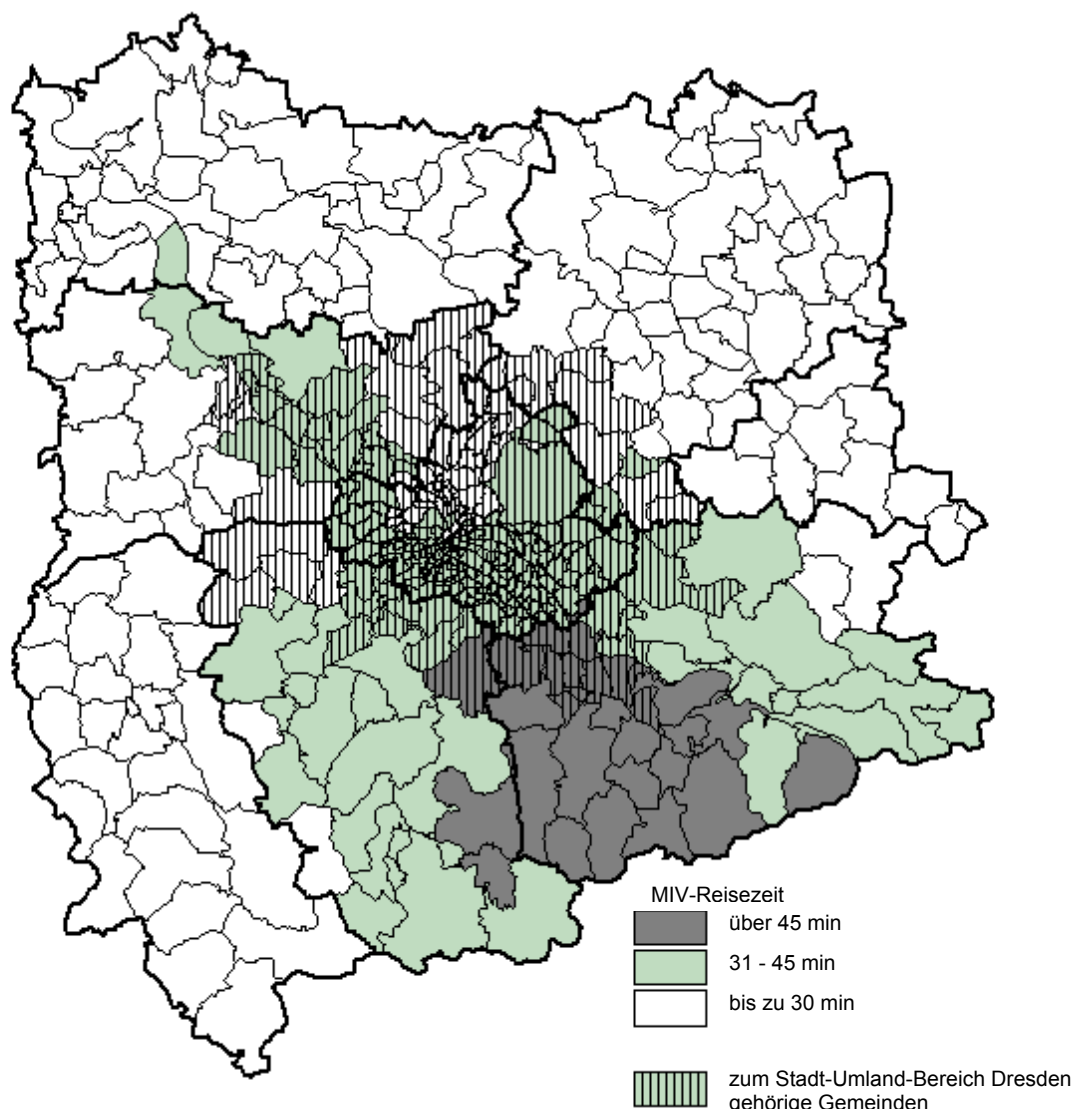 MIV-Reisezeit
über 45 min
31 - 45 min
bis zu 30 min
zum Stadt-Umland-Bereich Dresden
gehörige Gemeinden